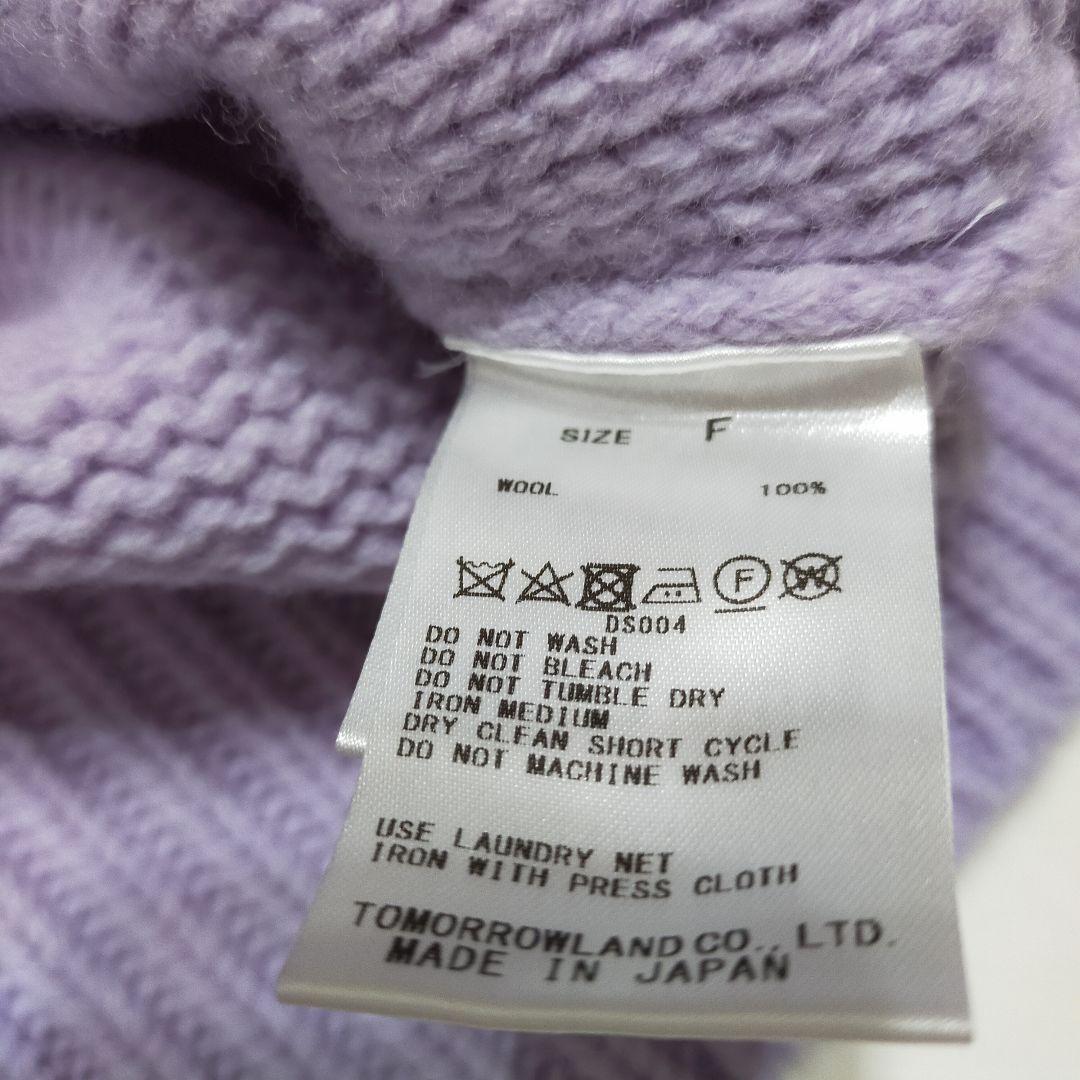 SIZE F
WOOL 100%
F W
DS004
DO NOT WASH
DO NOT BLEACH
DO NOT TUMBLE DRY
IRON MEDIUM
DRY CLEAN SHORT CYCLE
DO NOT MACHINE WASH
USE LAUNDRY NET
IRON WITH PRESS CLOTH
TOMORROWLAND CO., LTD.
MADE IN JAPAN